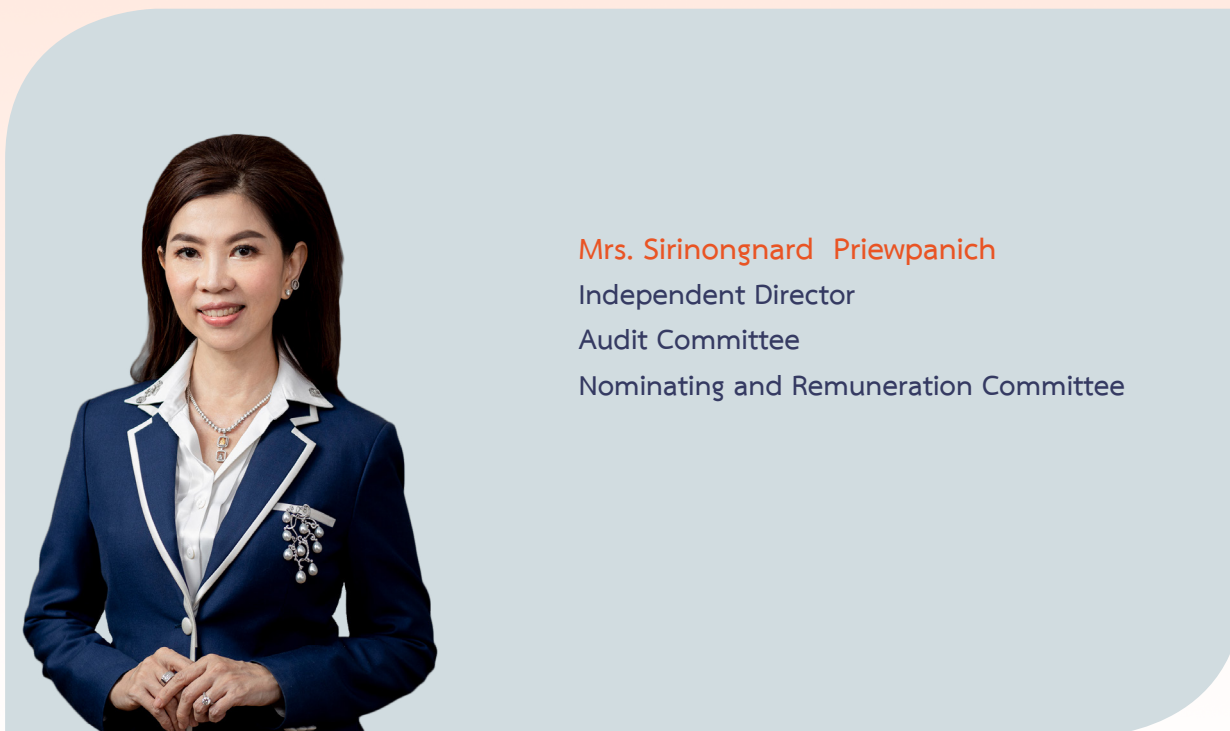 Mrs. Sirinongnard Priewpanich
Independent Director
Audit Committee
Nominating and Remuneration Committee